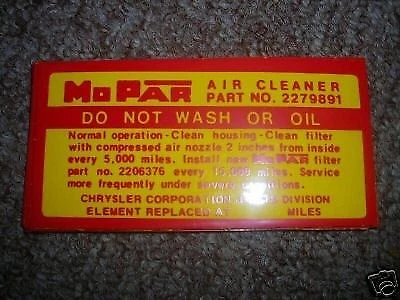 MOPAR AIR CLEANER
PART NO. 2279891
DO NOT WASH OR OIL
Normal operation-Clean housing-Clean filter
with compressed air nozzle 2 inches from inside
every 5,000 miles. Install new MOPAR filter
part no. 2206376 every 15,000 miles. Service
more frequently under severe conditions.
CHRYSLER CORPORATION DIVISION
ELEMENT REPLACED AT MILES